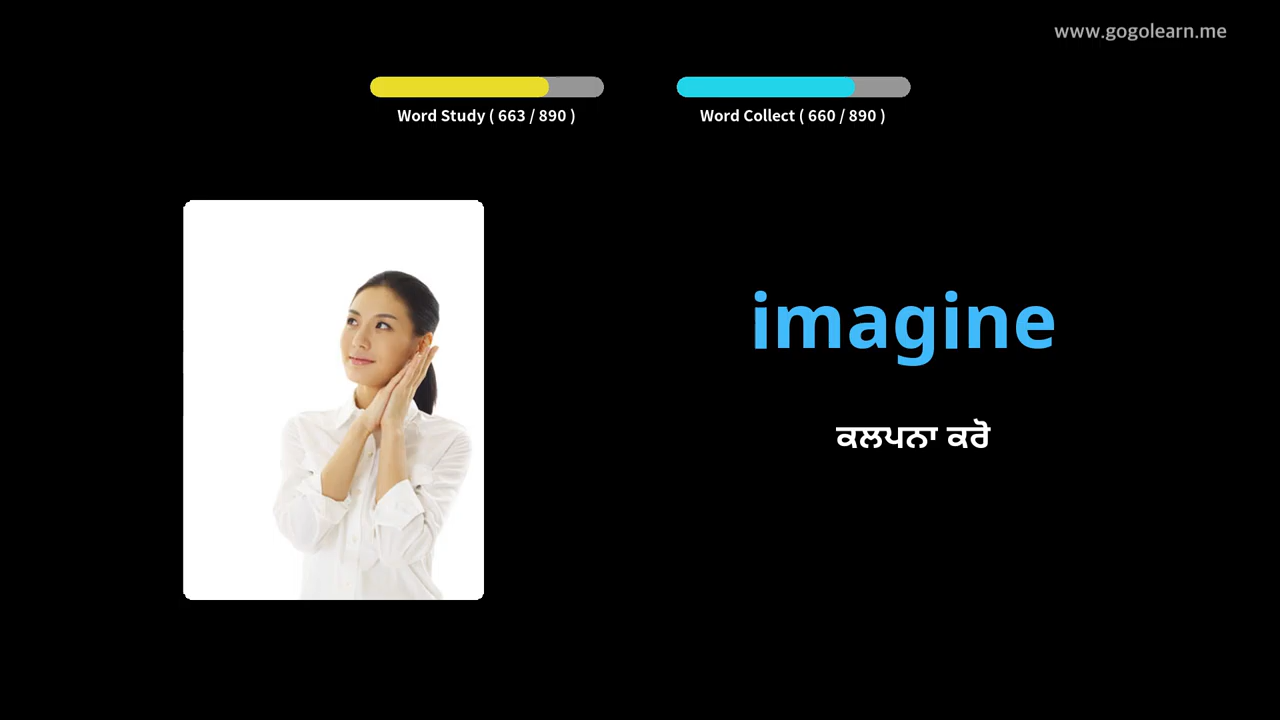 www.gogolearn.me
Word Study ( 663 / 890 )
Word Collect ( 660 / 890 )
imagine
ਕਲਪਨਾ ਕਰੋ